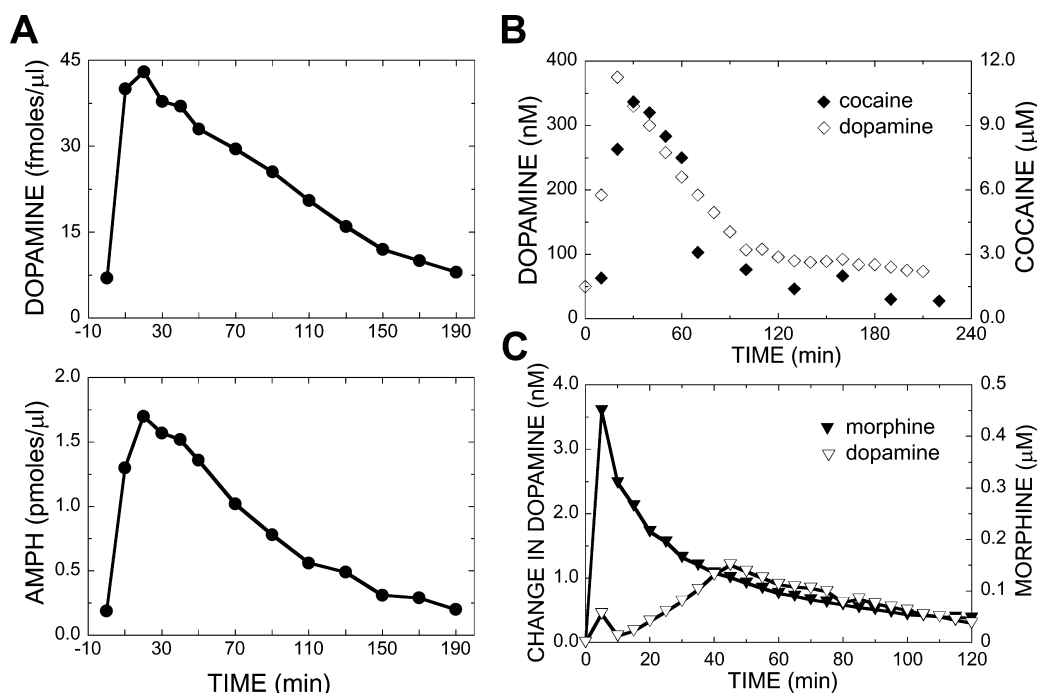 A
DOPAMINE (fmoles/µl)
45
30
15
0
-10 30 70 110 150 190
AMPH (pmoles/µl)
2.0
1.5
1.0
0.5
0.0
-10 30 70 110 150 190
TIME (min)
B
DOPAMINE
(nM)
400
300
200
100
0
cocaine
dopamine
12.0
9.0
6.0
3.0
0.0
COCAINE (µM)
0 60 120 180 240
TIME (min)
C
CHANGE IN DOPAMINE (nM)
4.0
3.0
2.0
1.0
0.0
morphine
dopamine
0.5
0.4
0.3
0.2
0.1
0
MORPHINE (µM)
0 20 40 60 80 100 120
TIME (min)